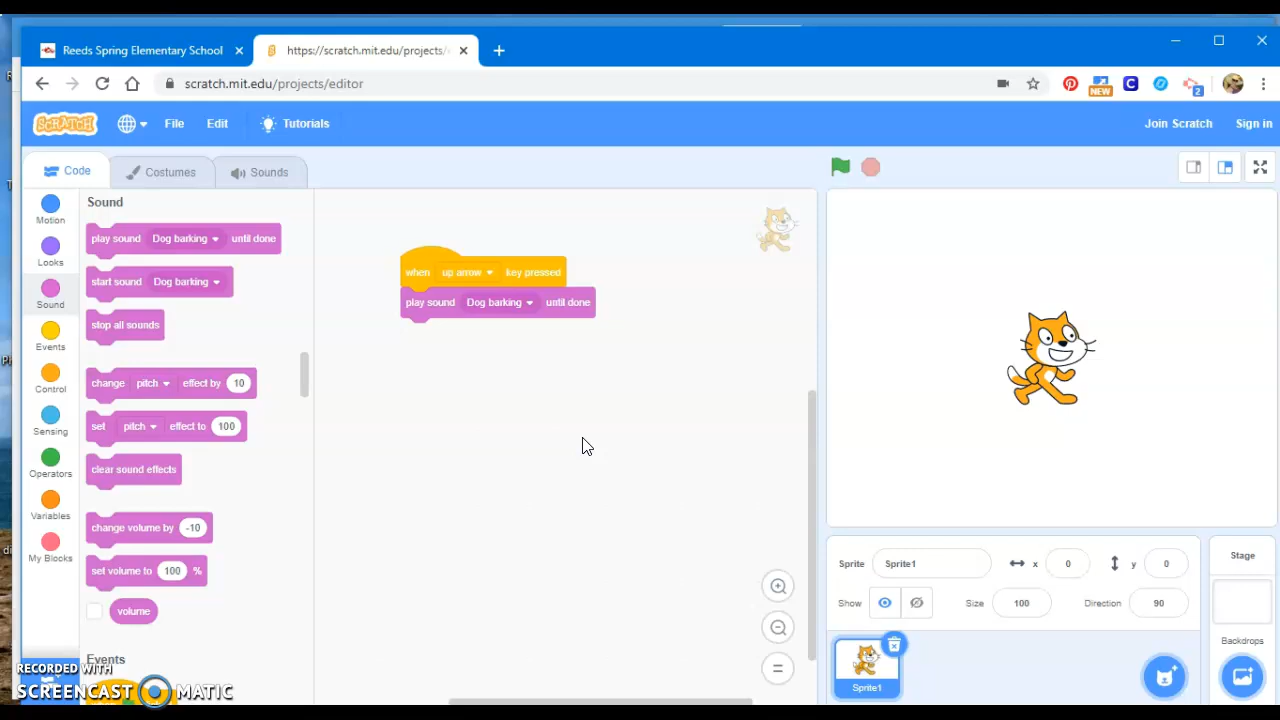 Reeds Spring Elementary School
https://scratch.mit.edu/projects/
scratch.mit.edu/projects/editor
NEW
C
2
SCRATCH
File
Edit
Tutorials
Join Scratch
Sign in
Code
Costumes
Sounds
Motion
Looks
Sound
Events
Control
Sensing
Operators
Variables
My Blocks
Sound
play sound Dog barking until done
start sound Dog barking
stop all sounds
change pitch effect by 10
set pitch effect to 100
clear sound effects
change volume by -10
set volume to 100 %
volume
Events
when up arrow key pressed
play sound Dog barking until done
Sprite
Sprite1
x
0
y
0
Show
Size
100
Direction
90
Sprite1
Stage
Backdrops
RECORDED WITH
SCREENCAST MATIC